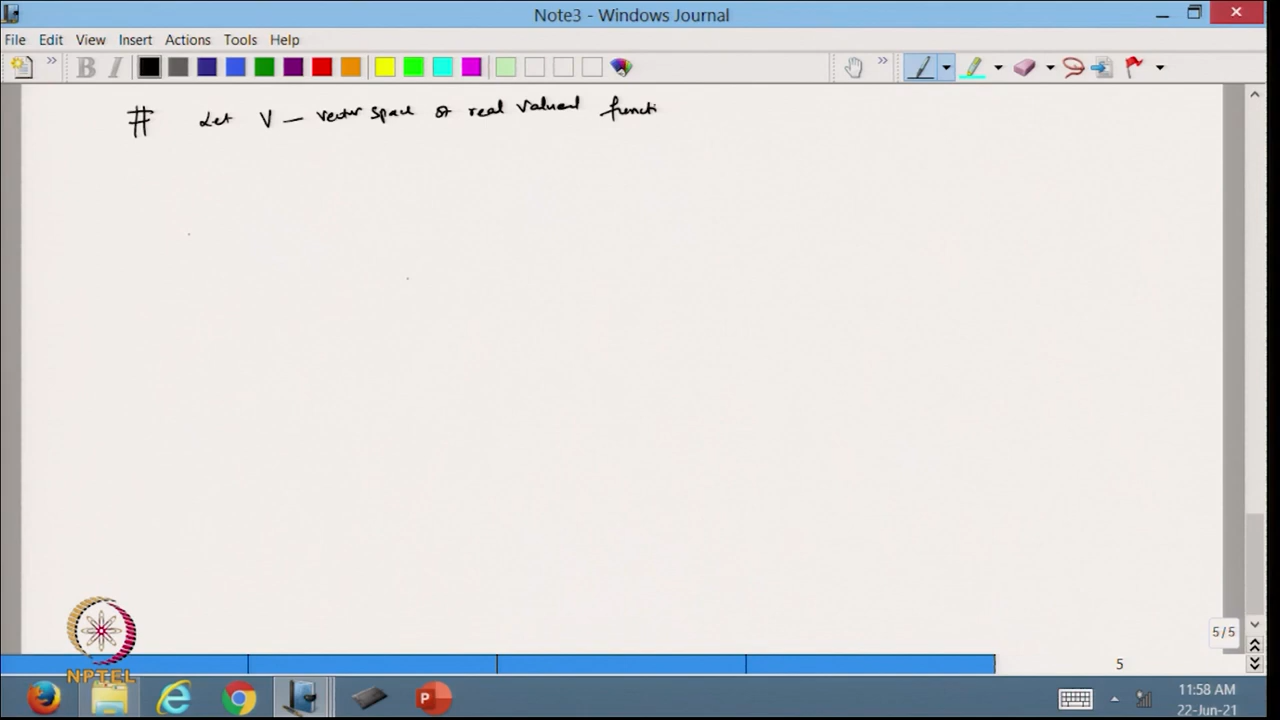 Note3 - Windows Journal
File Edit View Insert Actions Tools Help
B I
# Let V — vector space of real valued functi
5/5
5
NPTEL
11:58 AM
22-Jun-21